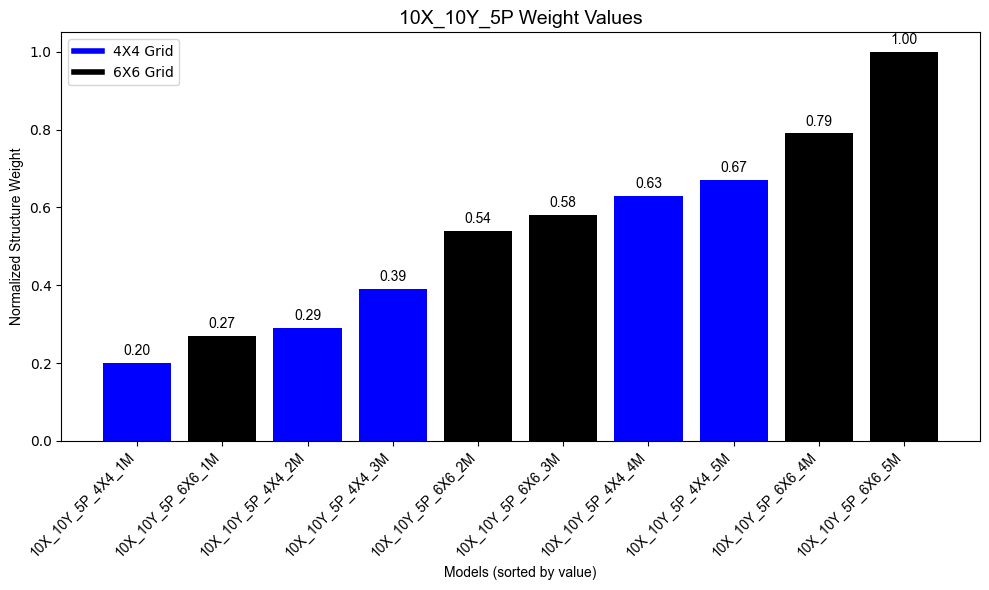 10X_10Y_5P Weight Values
4X4 Grid
6X6 Grid
Normalized Structure Weight
1.0
0.8
0.6
0.4
0.2
0.0
0.20
0.27
0.29
0.39
0.54
0.58
0.63
0.67
0.79
1.00
10X_10Y_5P_4X4_1M
10X_10Y_5P_6X6_1M
10X_10Y_5P_4X4_2M
10X_10Y_5P_4X4_3M
10X_10Y_5P_6X6_2M
10X_10Y_5P_6X6_3M
10X_10Y_5P_4X4_4M
10X_10Y_5P_4X4_5M
10X_10Y_5P_6X6_4M
10X_10Y_5P_6X6_5M
Models (sorted by value)